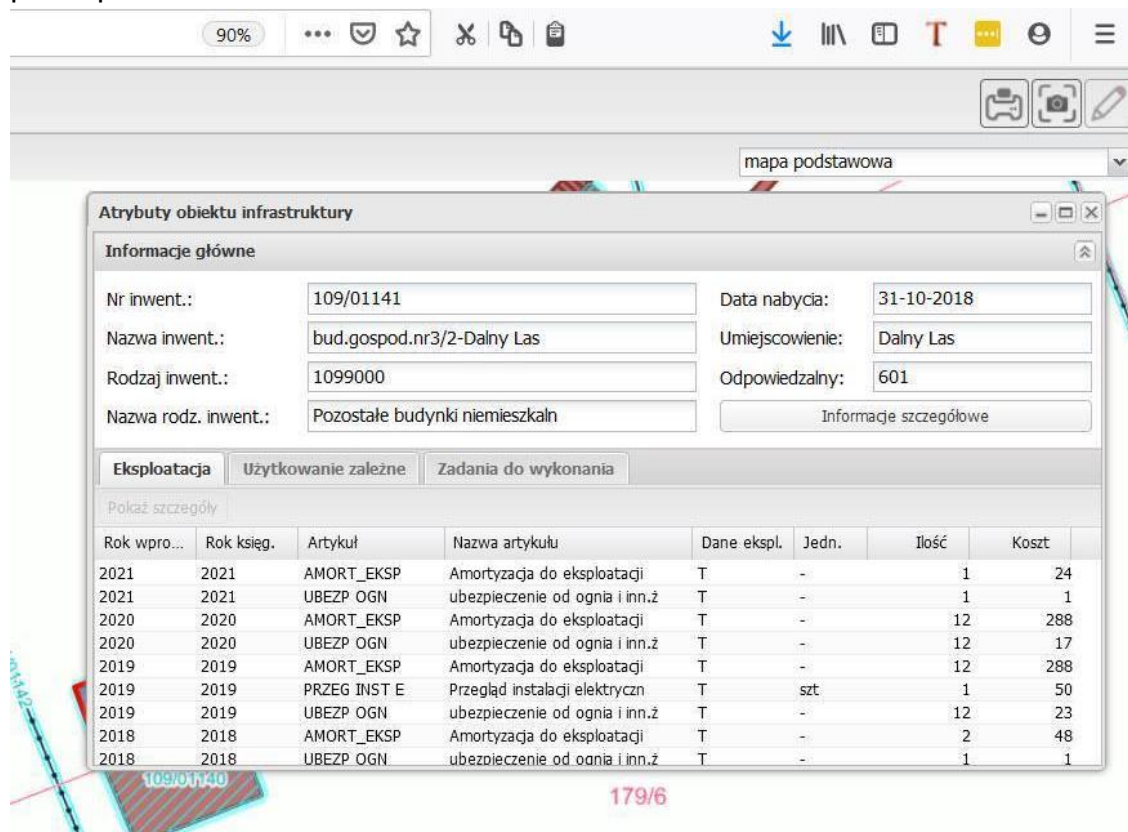 90%
T
mapa podstawowa
Atrybuty obiektu infrastruktury
Informacje główne
Nr inwent.: 109/01141 Data nabycia: 31-10-2018
Nazwa inwent.: bud.gospod.nr3/2-Dalny Las Umiejscowienie: Dalny Las
Rodzaj inwent.: 1099000 Odpowiedzalny: 601
Nazwa rodz. inwent.: Pozostałe budynki niemieszkaln Informacje szczegółowe
Eksploatacja Użytkowanie zależne Zadania do wykonania
Pokaż szczegóły
Rok wpro... Rok księg. Artykuł Nazwa artykułu Dane ekspl. Jedn. Ilość Koszt
2021 2021 AMORT_EKSP Amortyzacja do eksploatacji T - 1 24
2021 2021 UBEZP OGN ubezpieczenie od ognia i inn.ż T - 1 1
2020 2020 AMORT_EKSP Amortyzacja do eksploatacji T - 12 288
2020 2020 UBEZP OGN ubezpieczenie od ognia i inn.ż T - 12 17
2019 2019 AMORT_EKSP Amortyzacja do eksploatacji T - 12 288
2019 2019 PRZEG INST E Przegląd instalacji elektryczn T szt 1 50
2019 2019 UBEZP OGN ubezpieczenie od ognia i inn.ż T - 12 23
2018 2018 AMORT_EKSP Amortyzacja do eksploatacji T - 2 48
2018 2018 UBEZP OGN ubezpieczenie od ognia i inn.ż T - 1 1
01142
109/01140
179/6